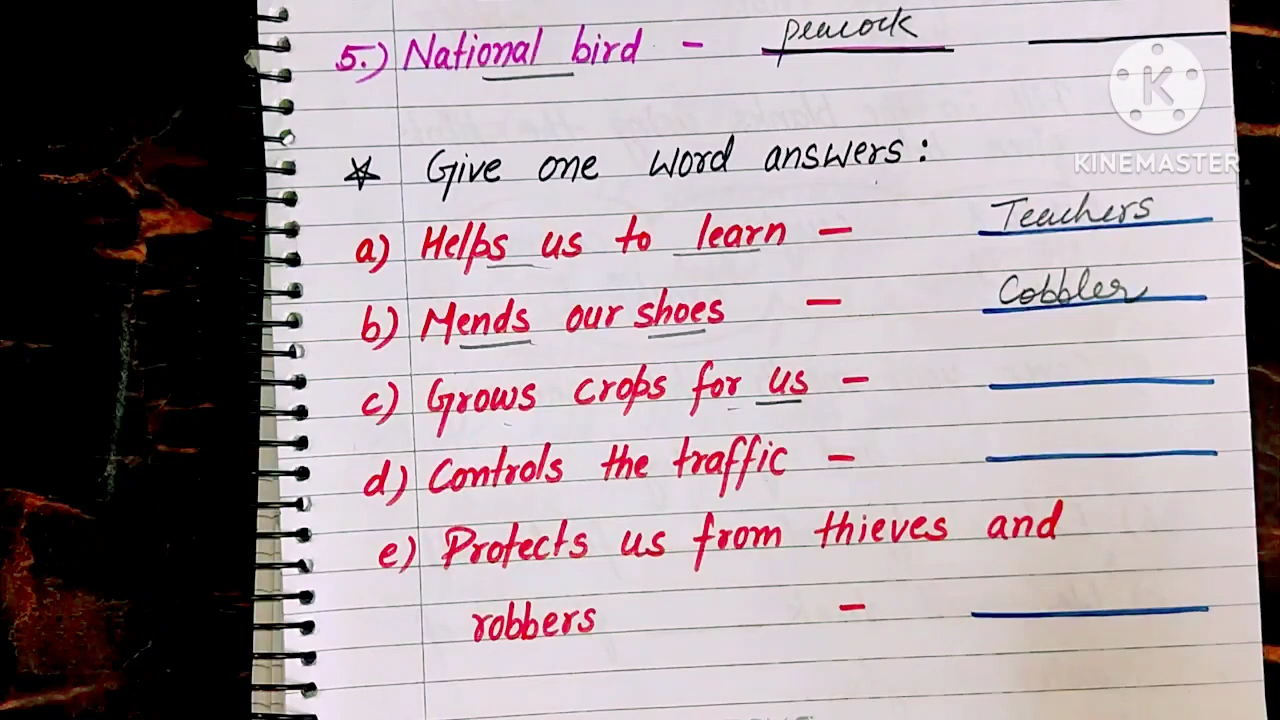 5.) National bird - peacock
K
KINEMASTER
☆ Give one word answers:
a) Helps us to learn - Teachers
b) Mends our shoes - Cobbler
c) Grows crops for us -
d) Controls the traffic -
e) Protects us from thieves and
robbers -